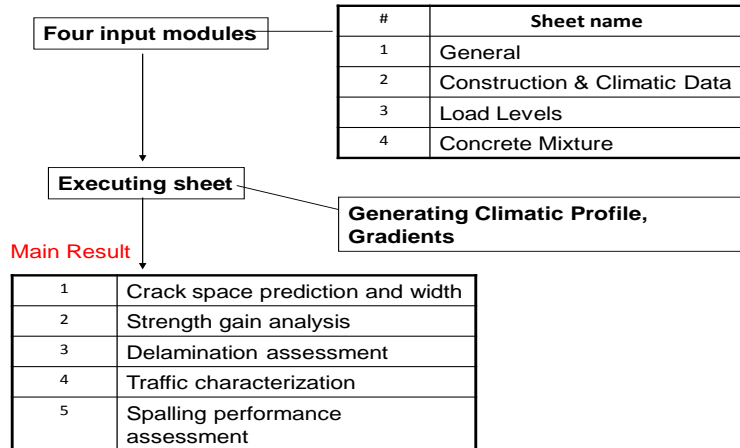 Four input modules
# Sheet name
1 General
2 Construction & Climatic Data
3 Load Levels
4 Concrete Mixture
Executing sheet
Generating Climatic Profile,
Gradients
Main Result
1 Crack space prediction and width
2 Strength gain analysis
3 Delamination assessment
4 Traffic characterization
5 Spalling performance
assessment